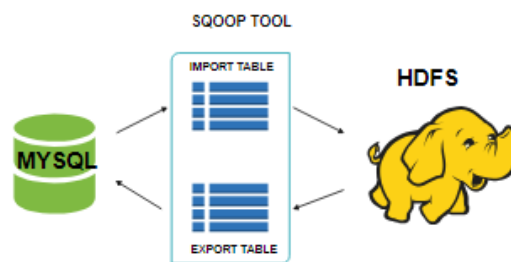 SQOOP TOOL
IMPORT TABLE
HDFS
MYSQL
EXPORT TABLE